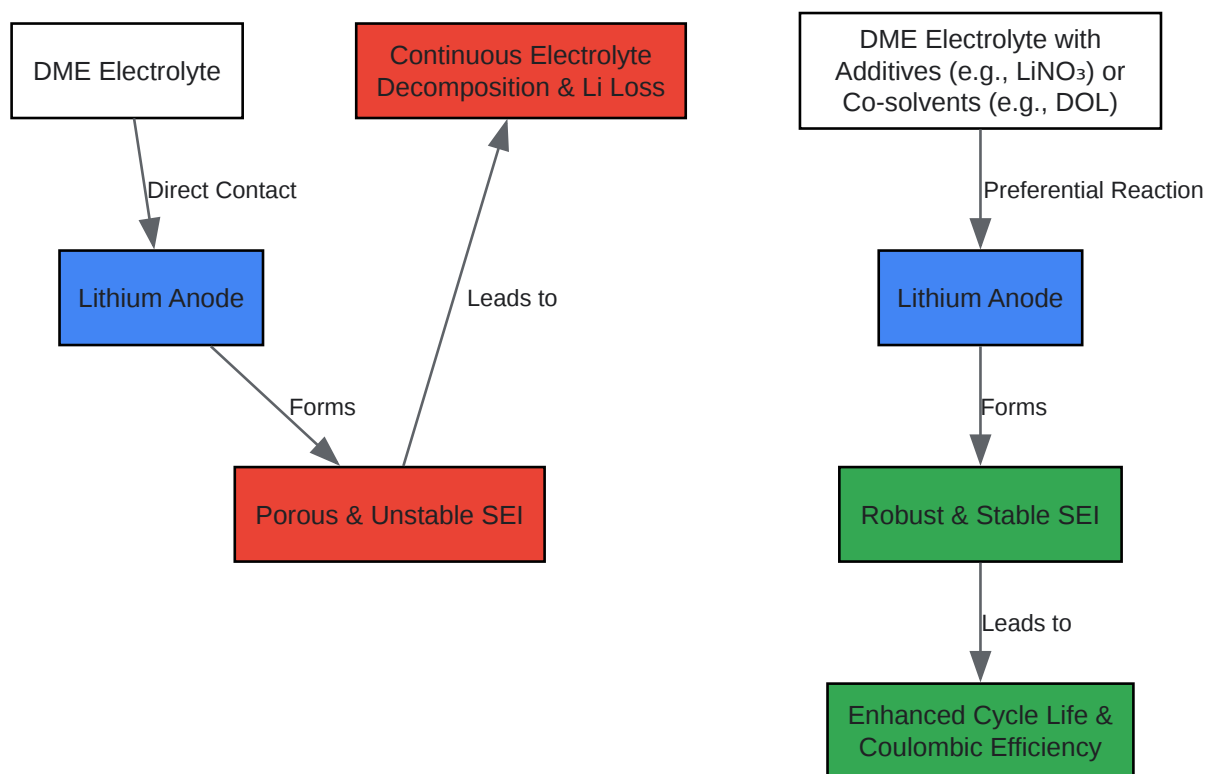 DME Electrolyte
Direct Contact
Lithium Anode
Forms
Porous & Unstable SEI
Leads to
Continuous Electrolyte
Decomposition & Li Loss
DME Electrolyte with
Additives (e.g., LiNO₃) or
Co-solvents (e.g., DOL)
Preferential Reaction
Lithium Anode
Forms
Robust & Stable SEI
Leads to
Enhanced Cycle Life &
Coulombic Efficiency